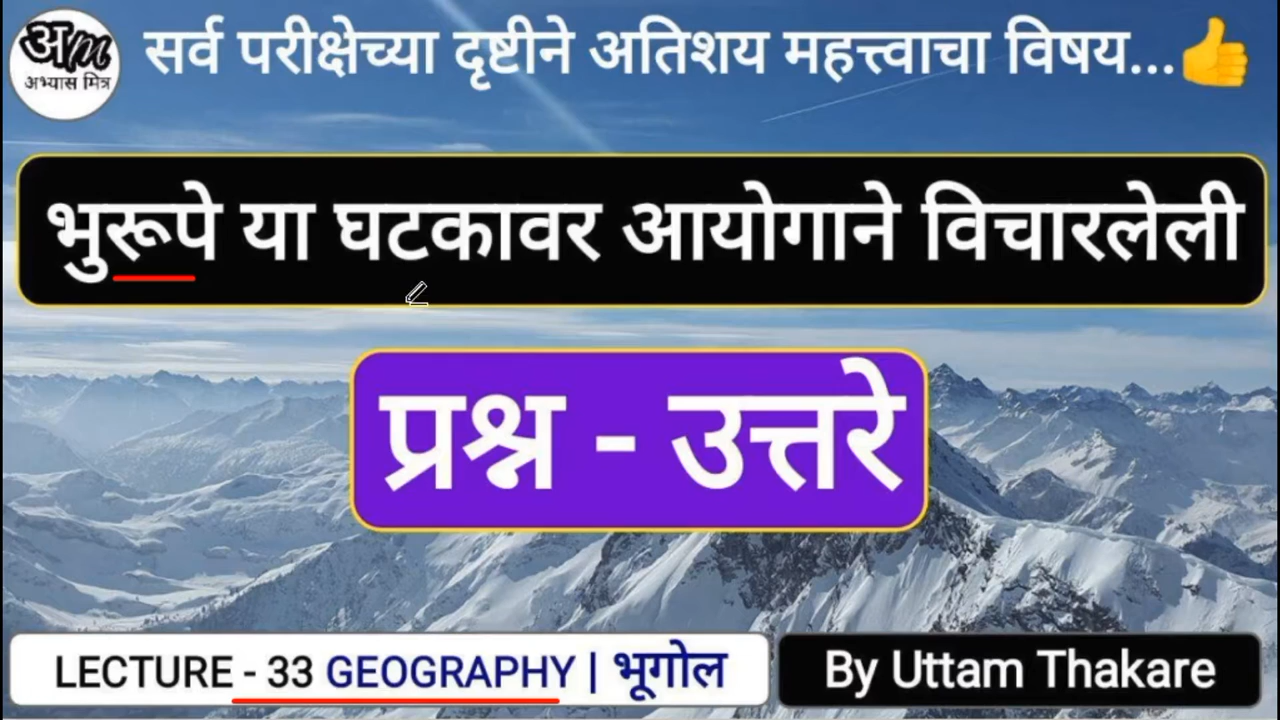 अm
अभ्यास मित्र
सर्व परीक्षेच्या दृष्टीने अतिशय महत्त्वाचा विषय...👍
भुरूपे या घटकावर आयोगाने विचारलेली
प्रश्न - उत्तरे
LECTURE - 33 GEOGRAPHY | भूगोल
By Uttam Thakare